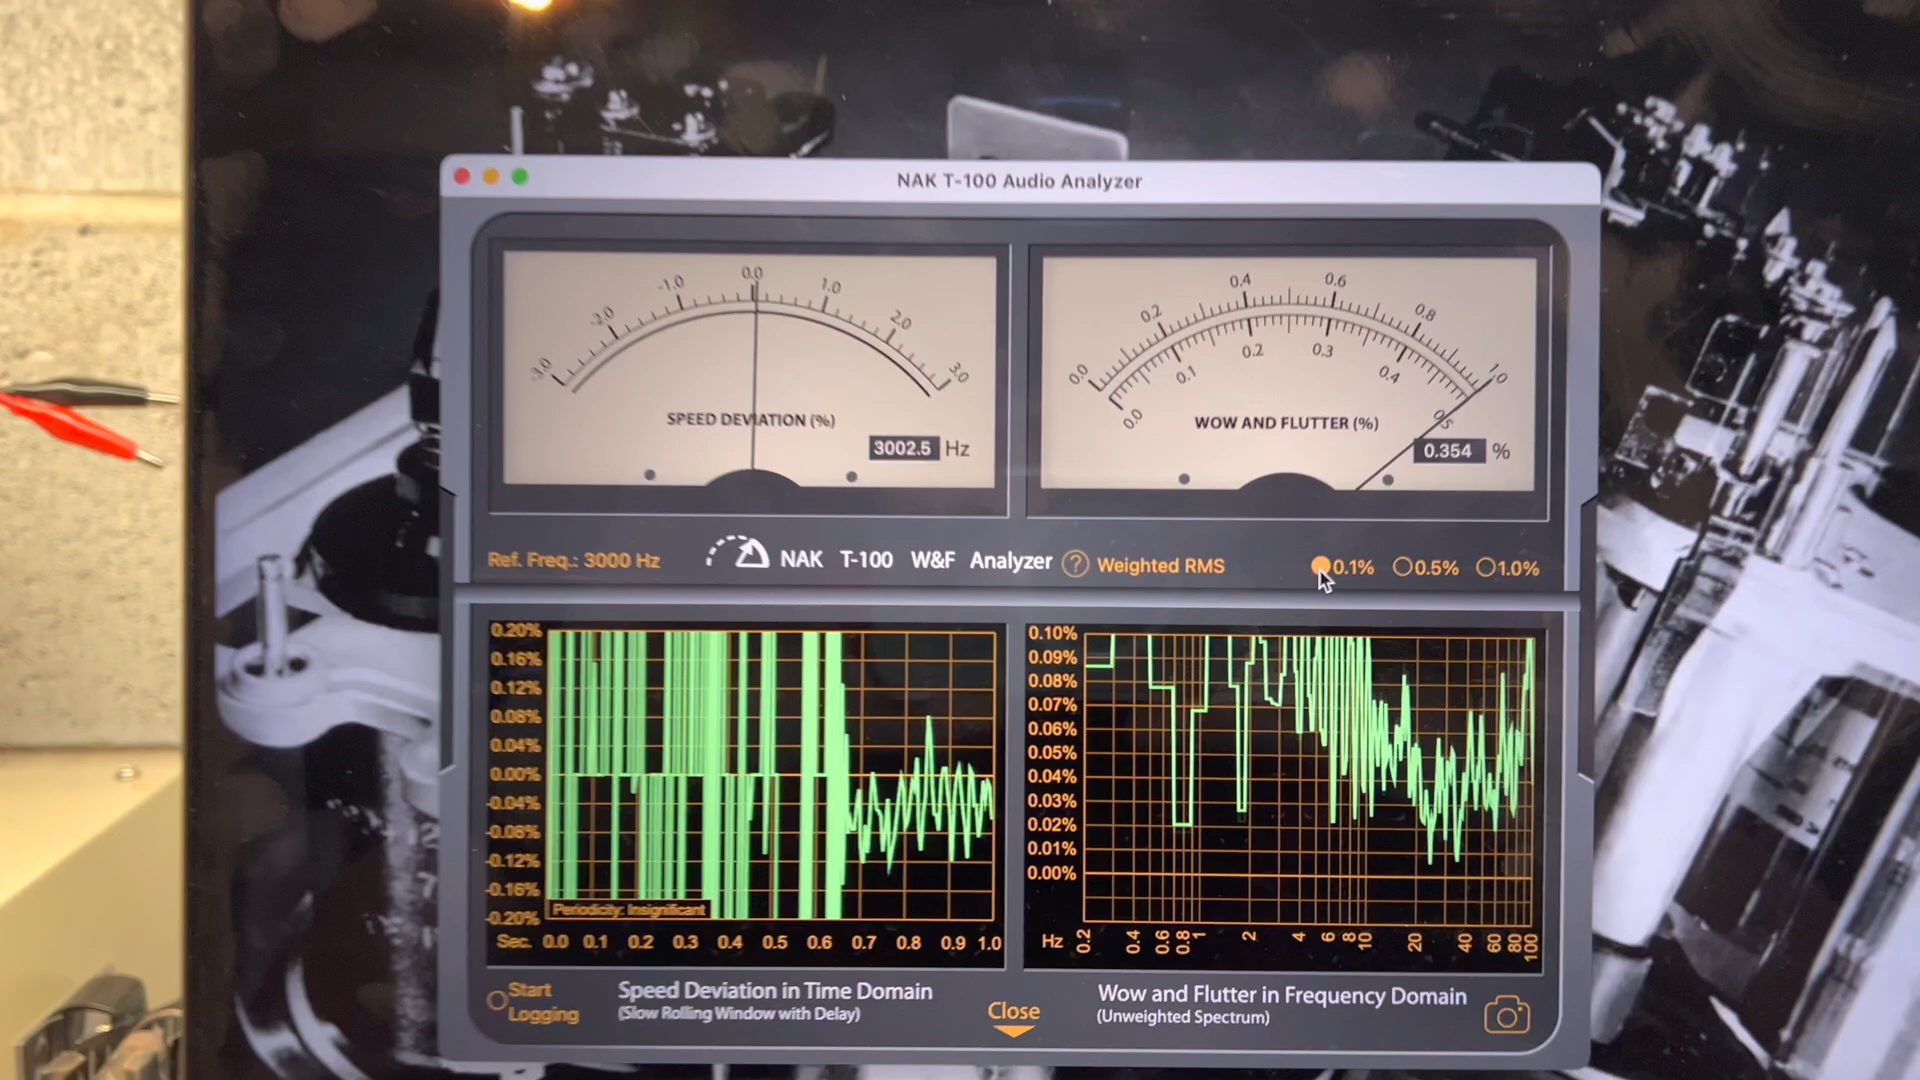 NAK T-100 Audio Analyzer
-3.0 -2.0 -1.0 0.0 1.0 2.0 3.0
SPEED DEVIATION (%)
3002.5 Hz
0.0 0.2 0.4 0.6 0.8 1.0
0.0 0.1 0.2 0.3 0.4 0.5
WOW AND FLUTTER (%)
0.354 %
Ref. Freq.: 3000 Hz
NAK T-100 W&F Analyzer
? Weighted RMS
0.1% 0.5% 1.0%
0.20%
0.16%
0.12%
0.08%
0.04%
0.00%
-0.04%
-0.08%
-0.12%
-0.16%
-0.20%
Periodicity: Insignificant
Sec. 0.0 0.1 0.2 0.3 0.4 0.5 0.6 0.7 0.8 0.9 1.0
0.10%
0.09%
0.08%
0.07%
0.06%
0.05%
0.04%
0.03%
0.02%
0.01%
0.00%
Hz 0.2 0.4 0.6 0.8 1 2 4 6 8 10 20 40 60 80 100
Start
Logging
Speed Deviation in Time Domain
(Slow Rolling Window with Delay)
Close
Wow and Flutter in Frequency Domain
(Unweighted Spectrum)